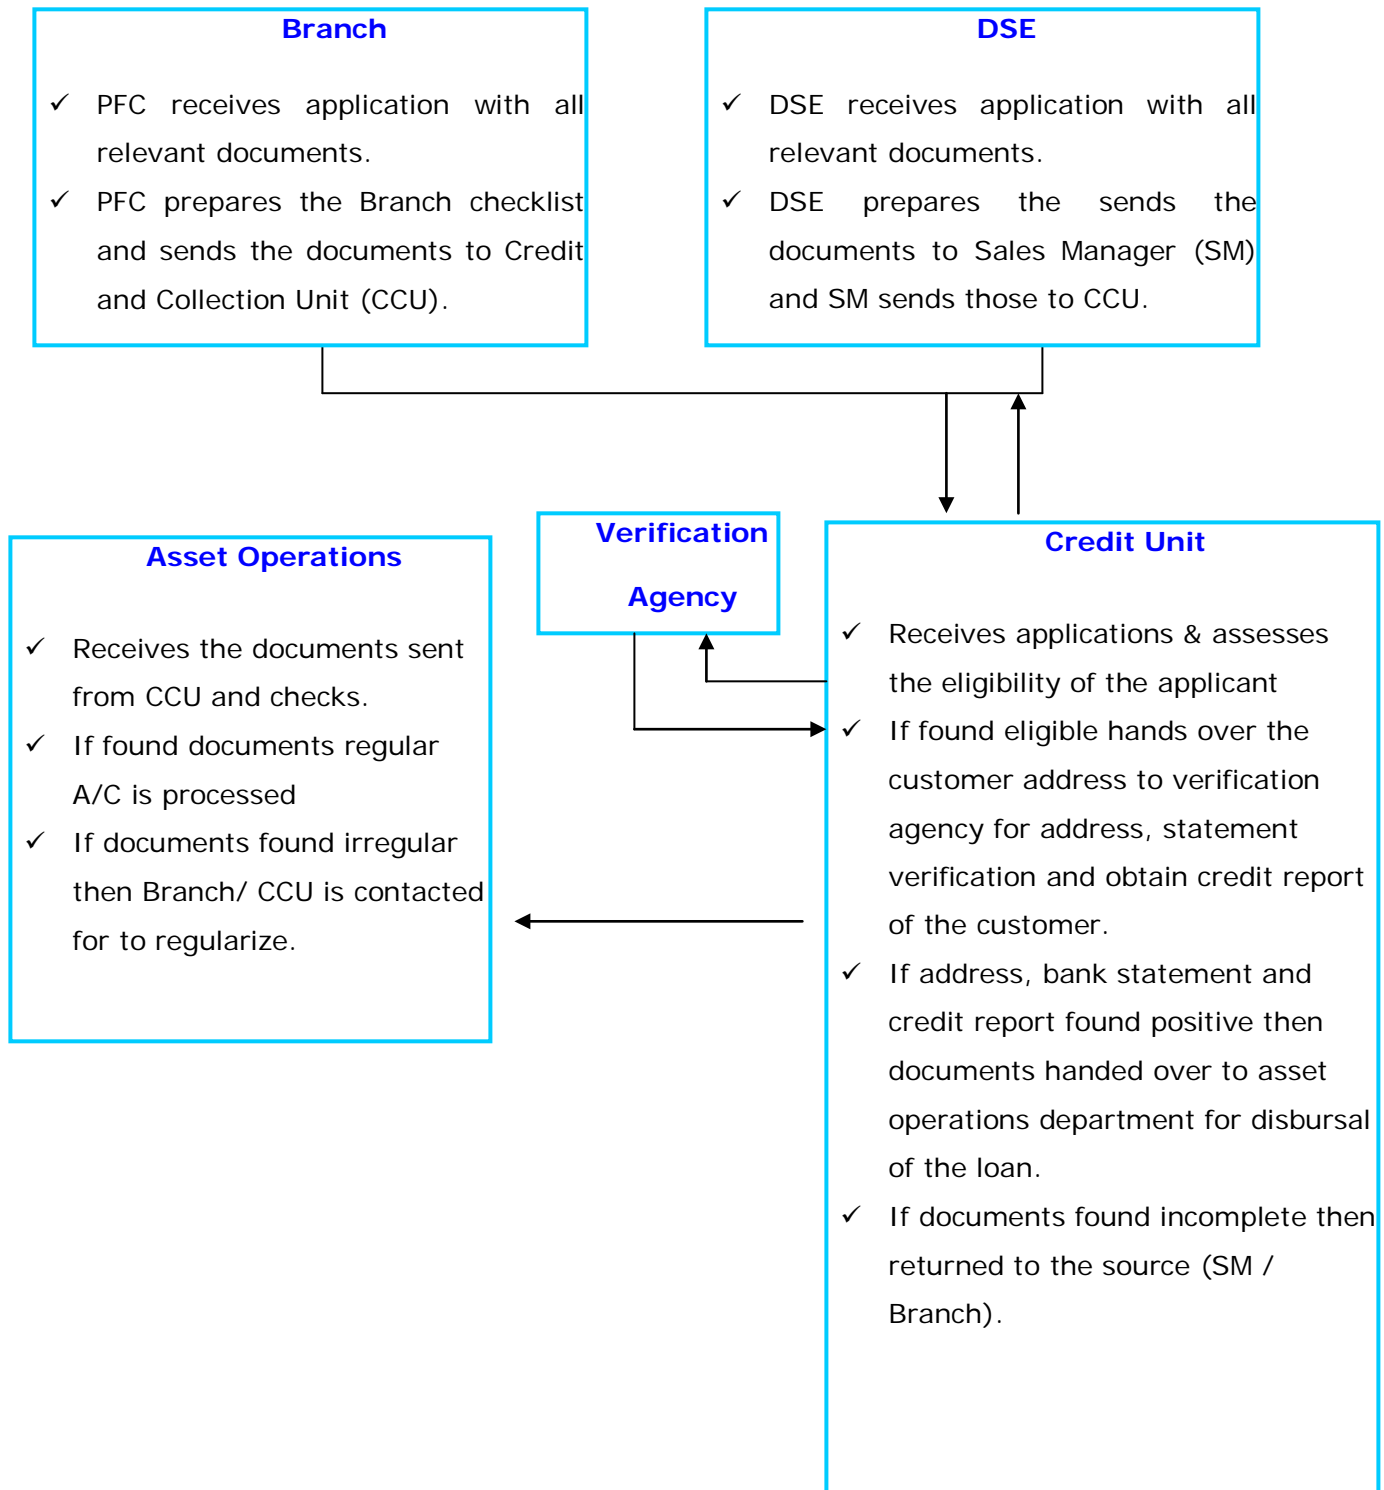 Branch
✓ PFC receives application with all
relevant documents.
✓ PFC prepares the Branch checklist
and sends the documents to Credit
and Collection Unit (CCU).
DSE
✓ DSE receives application with all
relevant documents.
✓ DSE prepares the sends the
documents to Sales Manager (SM)
and SM sends those to CCU.
Asset Operations
✓ Receives the documents sent
from CCU and checks.
✓ If found documents regular
A/C is processed
✓ If documents found irregular
then Branch/ CCU is contacted
for to regularize.
Verification
Agency
Credit Unit
✓ Receives applications & assesses
the eligibility of the applicant
✓ If found eligible hands over the
customer address to verification
agency for address, statement
verification and obtain credit report
of the customer.
✓ If address, bank statement and
credit report found positive then
documents handed over to asset
operations department for disbursal
of the loan.
✓ If documents found incomplete then
returned to the source (SM /
Branch).